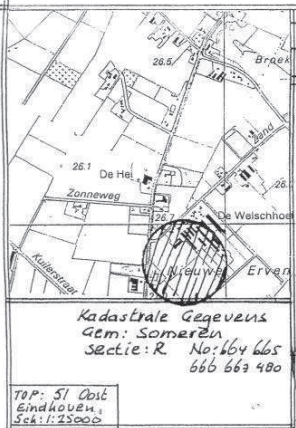 26.5
Broek
26.1
De Hei
Zonneweg
26.7
De Weischhoe
Kuilerstraat
Nieuwe Erven
Kadastrale Gegevens
Gem: Someren
Sectie: R No: 664 665
666 667 480
TOP: 51 Oost
Eindhoven
Sch: 1:25000